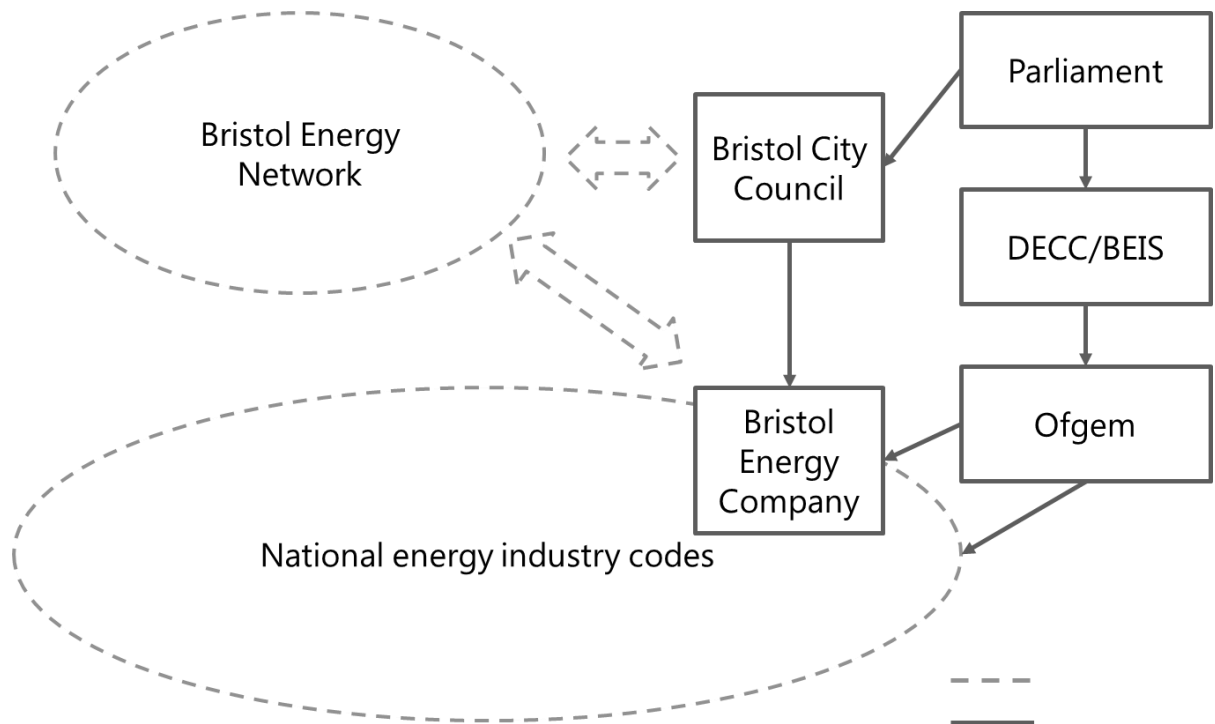 Parliament
Bristol Energy
Network
Bristol City
Council
DECC/BEIS
Bristol
Energy
Company
Ofgem
National energy industry codes